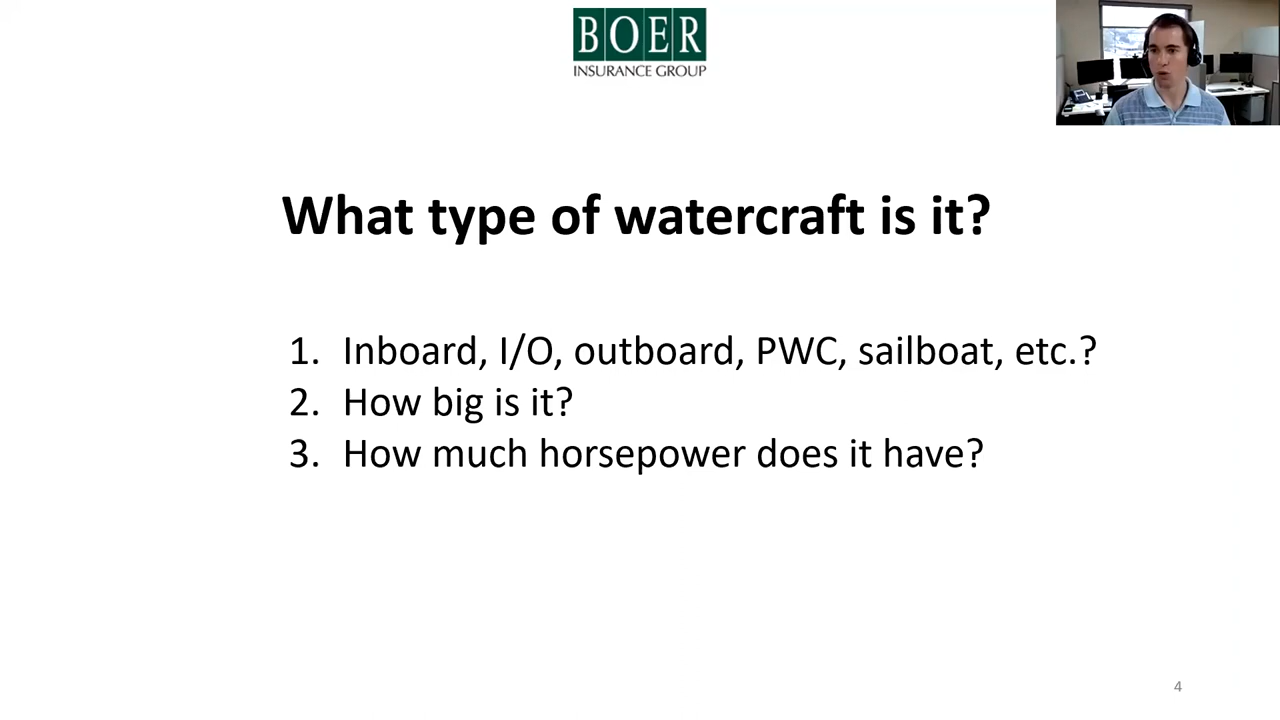 BOER
INSURANCE GROUP
What type of watercraft is it?
1. Inboard, I/O, outboard, PWC, sailboat, etc.?
2. How big is it?
3. How much horsepower does it have?
4